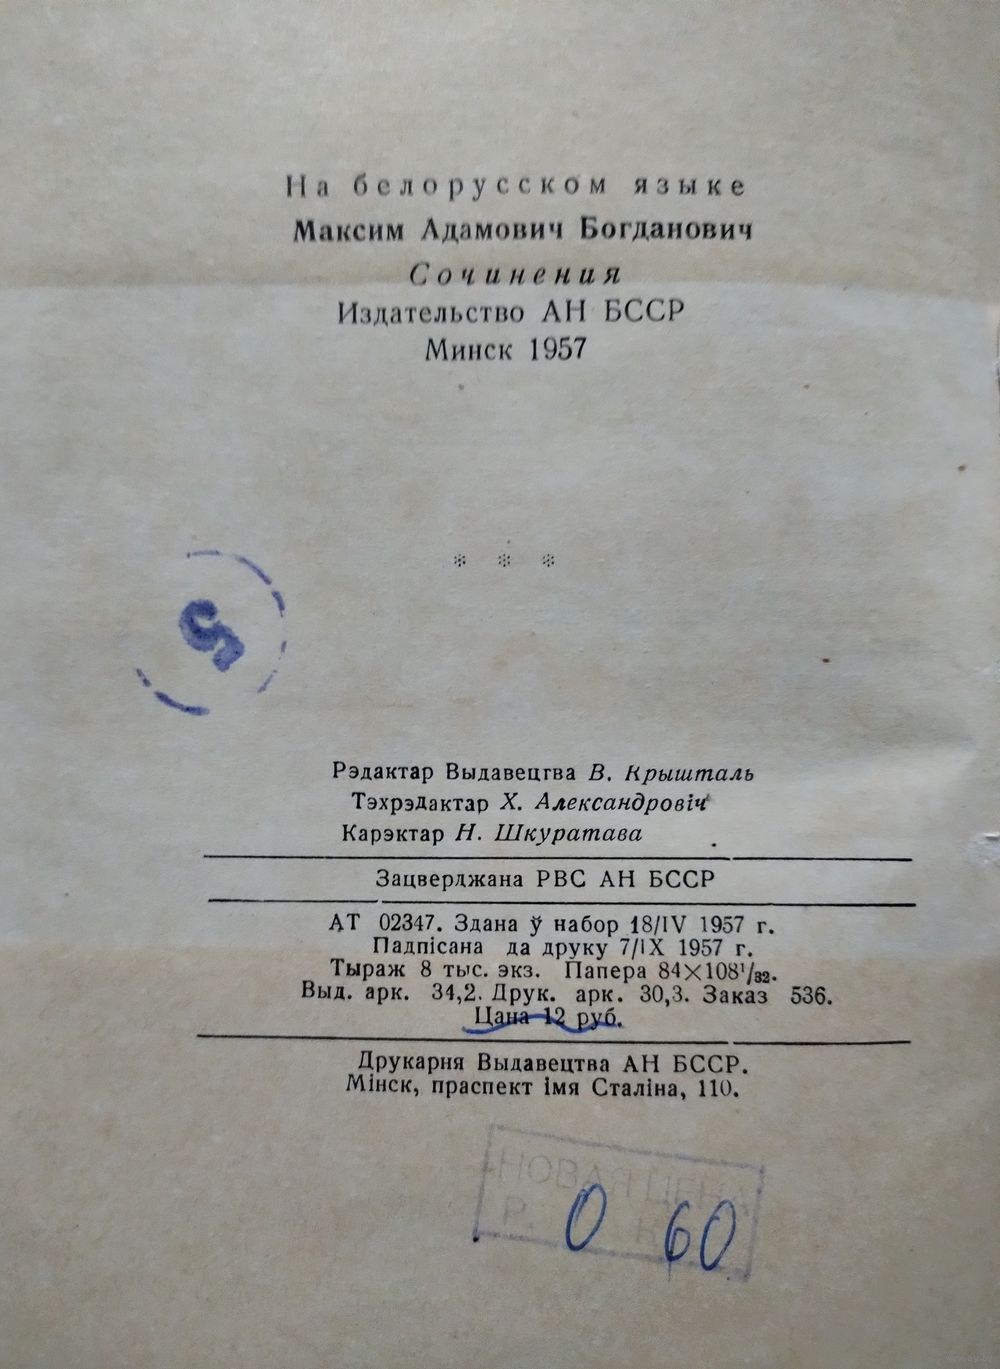 На белорусском языке
Максим Адамович Богданович
Сочинения
Издательство АН БССР
Минск 1957
* * *
5
Рэдактар Выдавецгва В. Крышталь
Тэхрэдактар Х. Александровіч
Карэктар Н. Шкуратава
Зацверджана РВС АН БССР
АТ 02347. Здана ў набор 18/IV 1957 г.
Падпісана да друку 7/IX 1957 г.
Тыраж 8 тыс. экз. Папера 84×108¹/₃₂.
Выд. арк. 34,2. Друк. арк. 30,3. Заказ 536.
Цана 12 руб.
Друкарня Выдавецтва АН БССР.
Мінск, праспект імя Сталіна, 110.
НОВАЯ ЦЕНА
Р. 0 К. 60